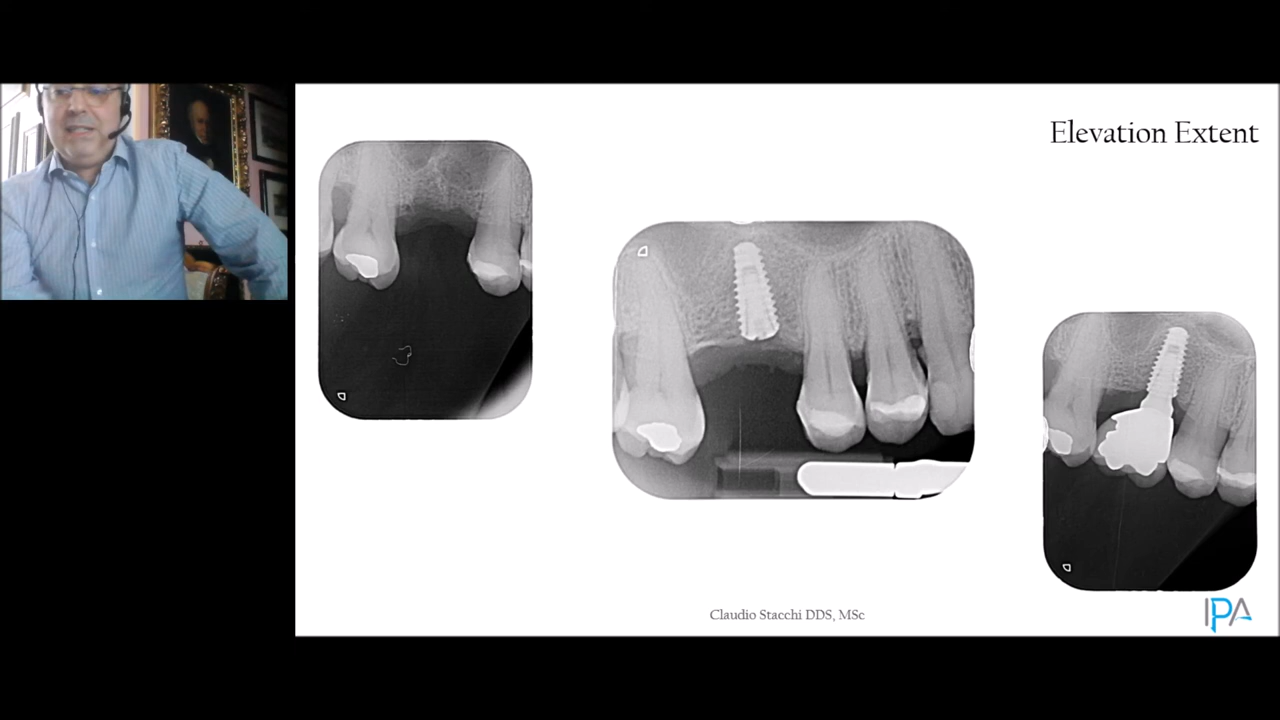 Elevation Extent
Claudio Stacchi DDS, MSc
IPA